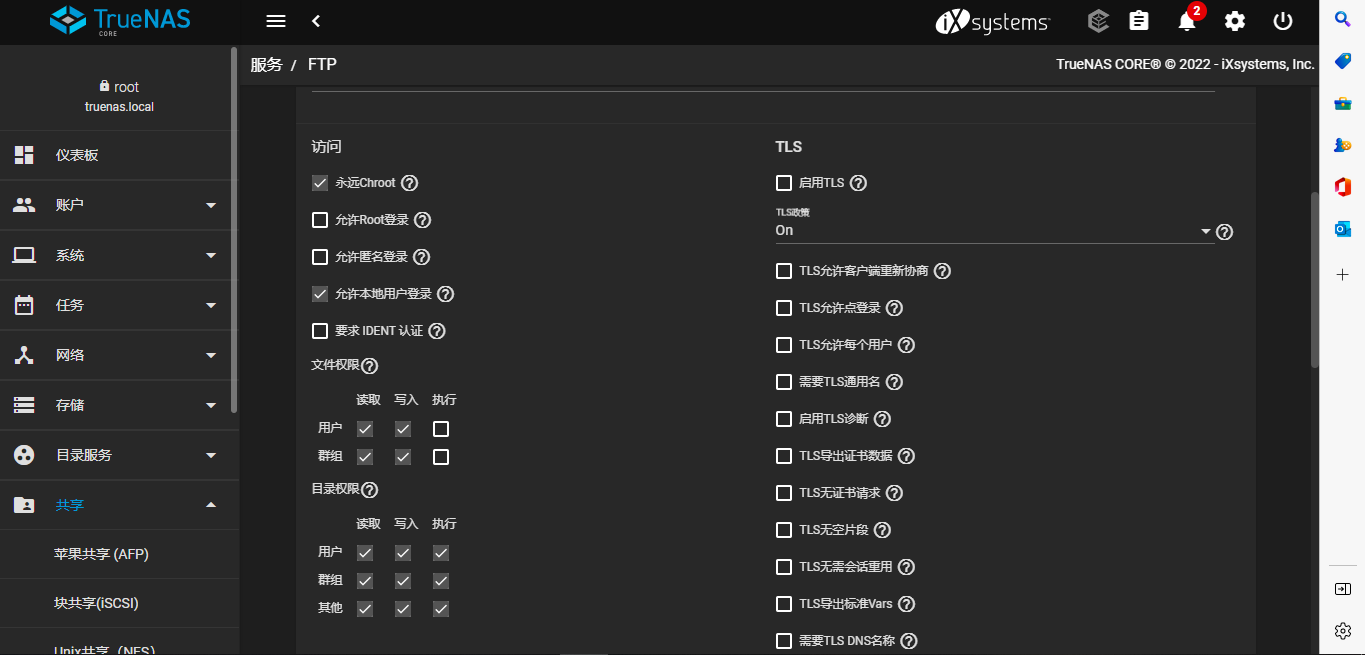 TrueNAS
CORE
iXsystems
2
root
truenas.local
服务 / FTP
TrueNAS CORE® © 2022 - iXsystems, Inc.
仪表板
账户
系统
任务
网络
存储
目录服务
共享
苹果共享 (AFP)
块共享(iSCSI)
Unix共享（NFS）
访问
永远Chroot
允许Root登录
允许匿名登录
允许本地用户登录
要求 IDENT 认证
文件权限
读取 写入 执行
用户
群组
目录权限
读取 写入 执行
用户
群组
其他
TLS
启用TLS
TLS政策
On
TLS允许客户端重新协商
TLS允许点登录
TLS允许每个用户
需要TLS通用名
启用TLS诊断
TLS导出证书数据
TLS无证书请求
TLS无空片段
TLS无需会话重用
TLS导出标准Vars
需要TLS DNS名称